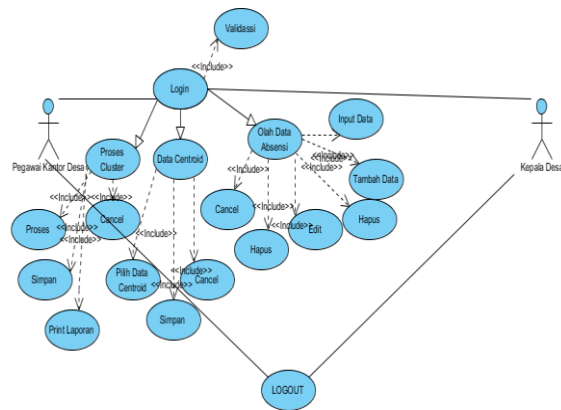 Validassi
<<Include>>
Login
Input Data
Olah Data
Absensi
<<Include>>
<<Include>>
<<Include>>
Pegawai Kantor Desa
Proses
Cluster
Data Centroid
Kepala Desa
Tambah Data
<<Include>>
<<Include>>
<<Include>>
<<Include>>
<<Include>>
Cancel
Hapus
Cancel
<<Include>>
<<Include>>
Edit
Proses
<<Include>>
<<Include>>
Hapus
<<Include>>
<<Include>>
Simpan
Pilih Data
Centroid
Cancel
Print Laporan
Simpan
LOGOUT